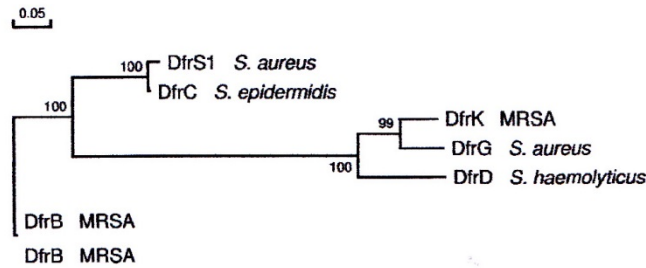 0.05
100 DfrS1 S. aureus
DfrC S. epidermidis
100
DfrK MRSA
99
DfrG S. aureus
100
DfrD S. haemolyticus
DfrB MRSA
DfrB MRSA